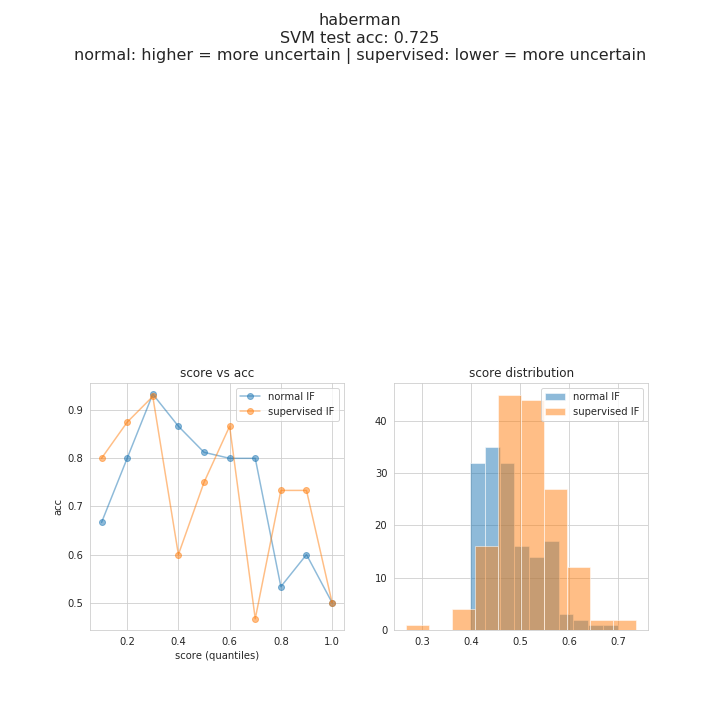 haberman
SVM test acc: 0.725
normal: higher = more uncertain | supervised: lower = more uncertain
score vs acc
normal IF
supervised IF
0.9
0.8
0.7
0.6
0.5
acc
0.2 0.4 0.6 0.8 1.0
score (quantiles)
score distribution
normal IF
supervised IF
40
30
20
10
0
0.3 0.4 0.5 0.6 0.7